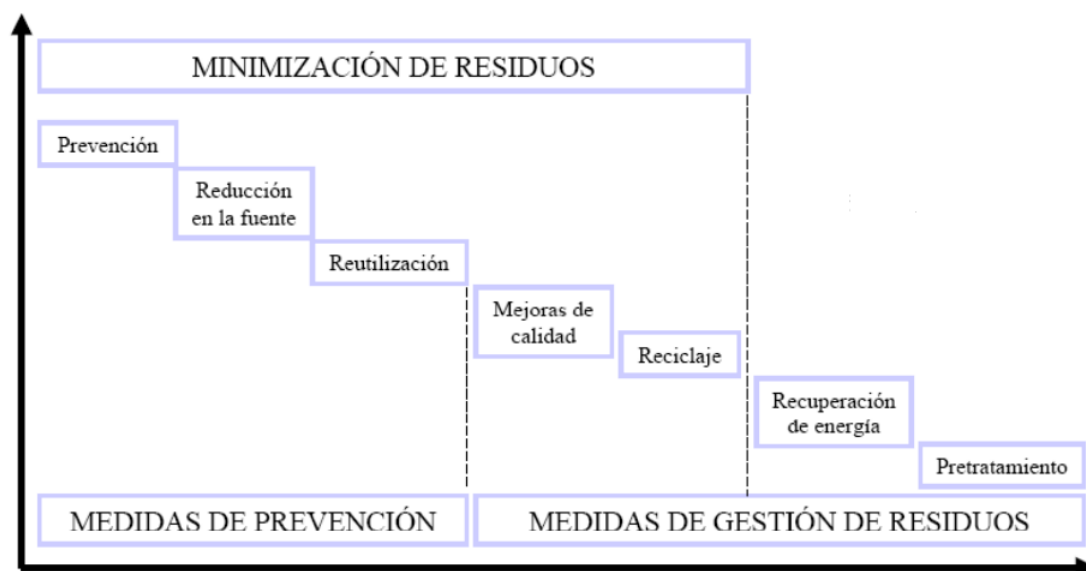 MINIMIZACIÓN DE RESIDUOS
Prevención
Reducción
en la fuente
Reutilización
Mejoras de
calidad
Reciclaje
Recuperación
de energía
Pretratamiento
MEDIDAS DE PREVENCIÓN
MEDIDAS DE GESTIÓN DE RESIDUOS